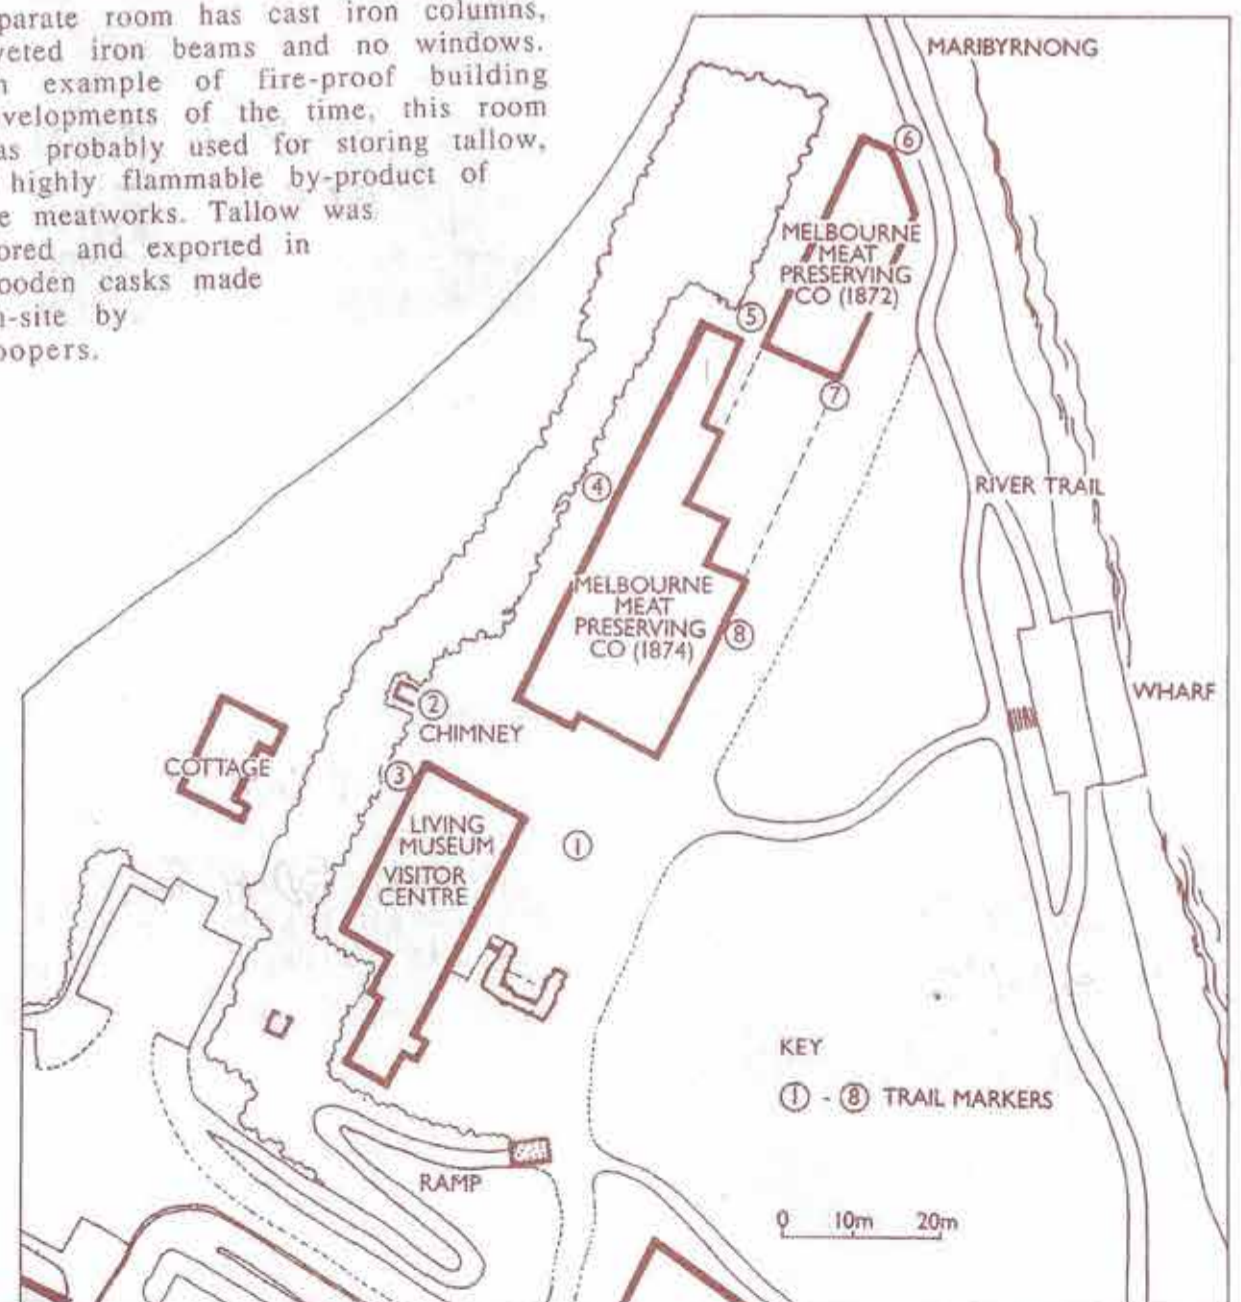 parate room has cast iron columns,
veted iron beams and no windows.
example of fire-proof building
velopments of the time, this room
as probably used for storing tallow,
highly flammable by-product of
e meatworks. Tallow was
ored and exported in
ooden casks made
n-site by
oopers.
MARIBYRNONG
6
MELBOURNE
MEAT
PRESERVING
CO (1872)
5
7
4
RIVER TRAIL
MELBOURNE
MEAT
PRESERVING
CO (1874)
8
WHARF
2
CHIMNEY
COTTAGE
3
LIVING
MUSEUM
VISITOR
CENTRE
1
KEY
1 - 8 TRAIL MARKERS
RAMP
0 10m 20m